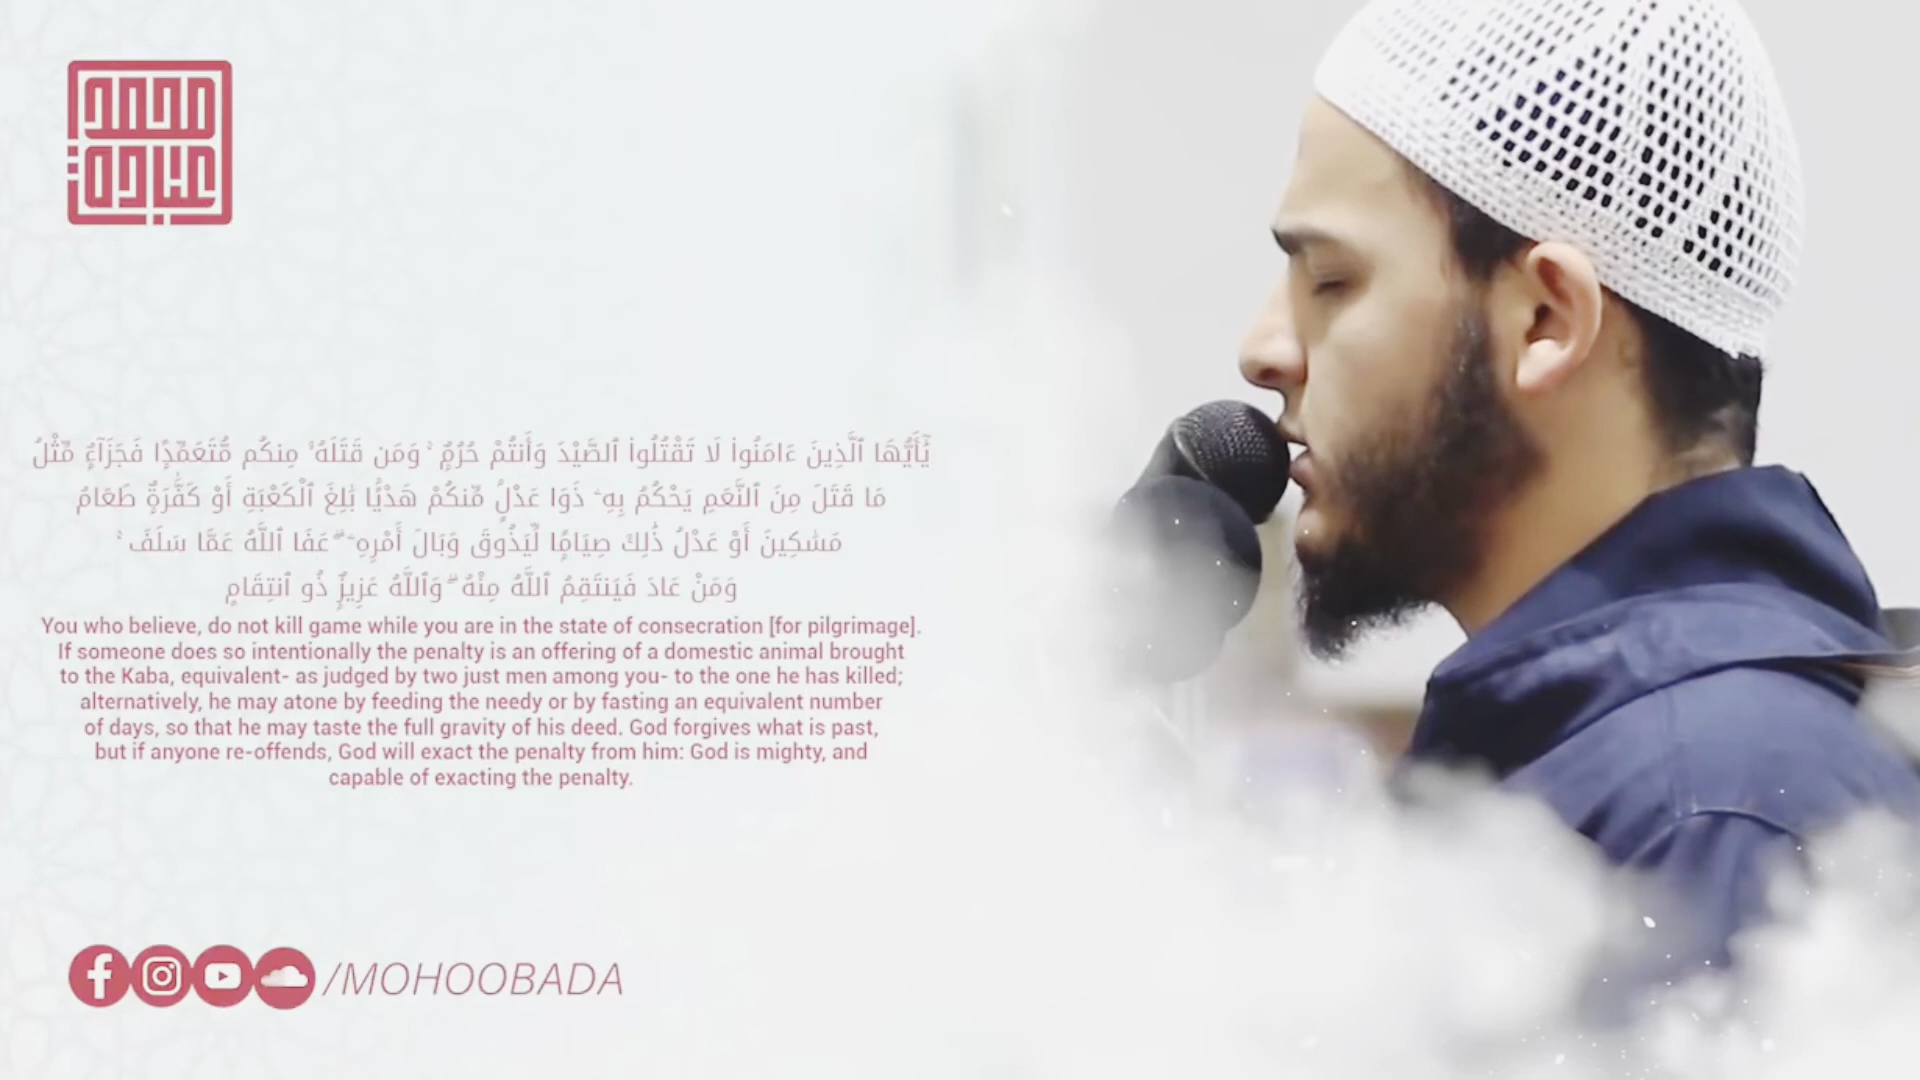 محمد
عبادة
يَٰٓأَيُّهَا ٱلَّذِينَ ءَامَنُوا۟ لَا تَقْتُلُوا۟ ٱلصَّيْدَ وَأَنتُمْ حُرُمٌ ۚ وَمَن قَتَلَهُۥ مِنكُم مُّتَعَمِّدًا فَجَزَآءٌ مِّثْلُ
مَا قَتَلَ مِنَ ٱلنَّعَمِ يَحْكُمُ بِهِۦ ذَوَا عَدْلٍ مِّنكُمْ هَدْيًۢا بَٰلِغَ ٱلْكَعْبَةِ أَوْ كَفَّٰرَةٌ طَعَامُ
مَسَٰكِينَ أَوْ عَدْلُ ذَٰلِكَ صِيَامًا لِّيَذُوقَ وَبَالَ أَمْرِهِۦ ۗ عَفَا ٱللَّهُ عَمَّا سَلَفَ ۚ
وَمَنْ عَادَ فَيَنتَقِمُ ٱللَّهُ مِنْهُ ۗ وَٱللَّهُ عَزِيزٌ ذُو ٱنتِقَامٍ
You who believe, do not kill game while you are in the state of consecration [for pilgrimage].
If someone does so intentionally the penalty is an offering of a domestic animal brought
to the Kaba, equivalent- as judged by two just men among you- to the one he has killed;
alternatively, he may atone by feeding the needy or by fasting an equivalent number
of days, so that he may taste the full gravity of his deed. God forgives what is past,
but if anyone re-offends, God will exact the penalty from him: God is mighty, and
capable of exacting the penalty.
/MOHOOBADA